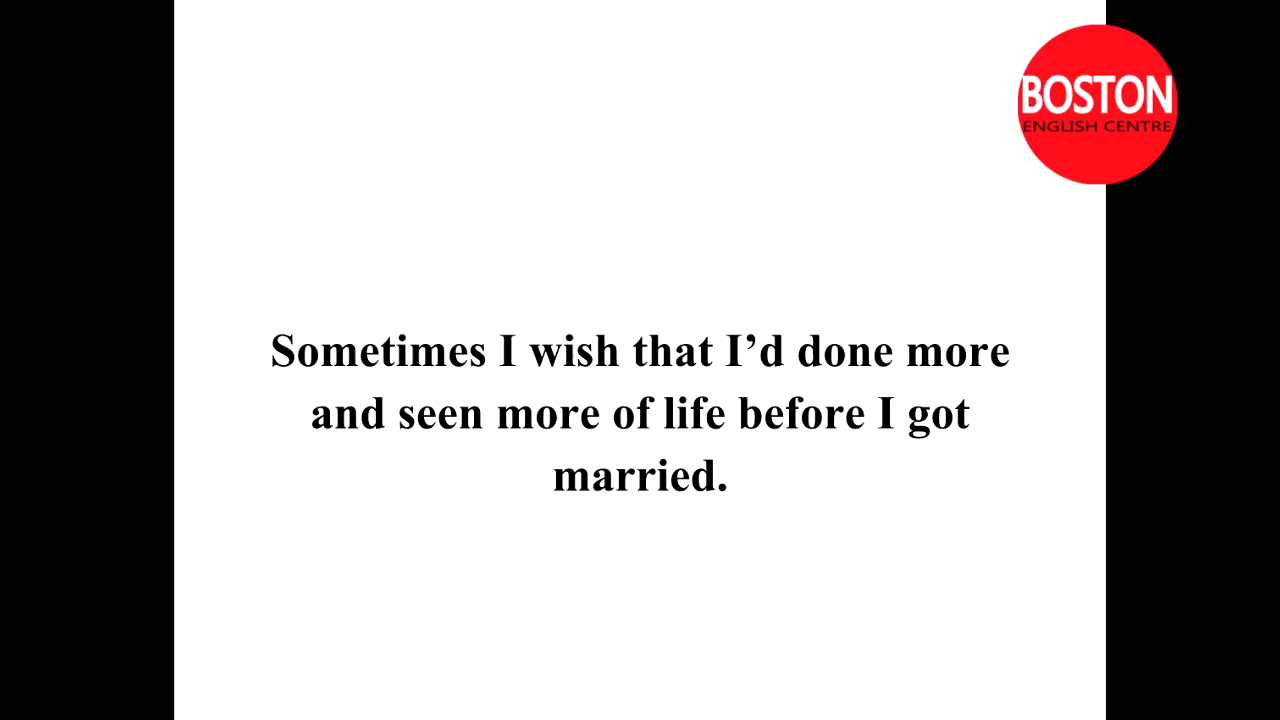 BOSTON
ENGLISH CENTRE
Sometimes I wish that I’d done more
and seen more of life before I got
married.